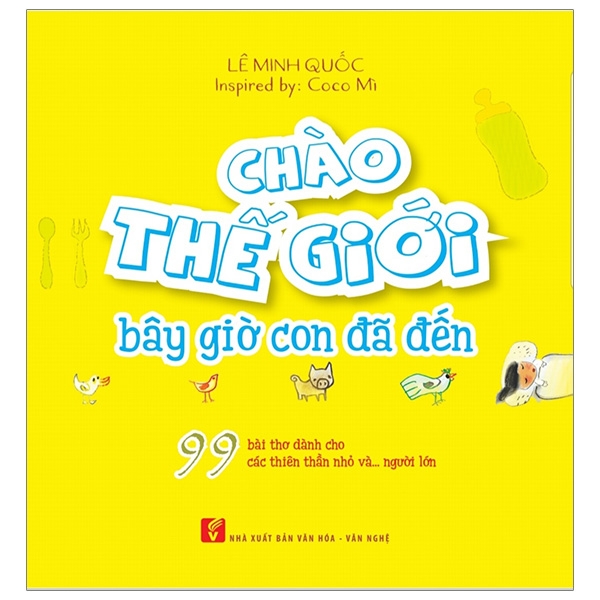 LÊ MINH QUỐC
Inspired by: Coco Mì
CHÀO
THẾ GIỚI
bây giờ con đã đến
99 bài thơ dành cho
các thiên thần nhỏ và... người lớn
NHÀ XUẤT BẢN VĂN HÓA - VĂN NGHỆ